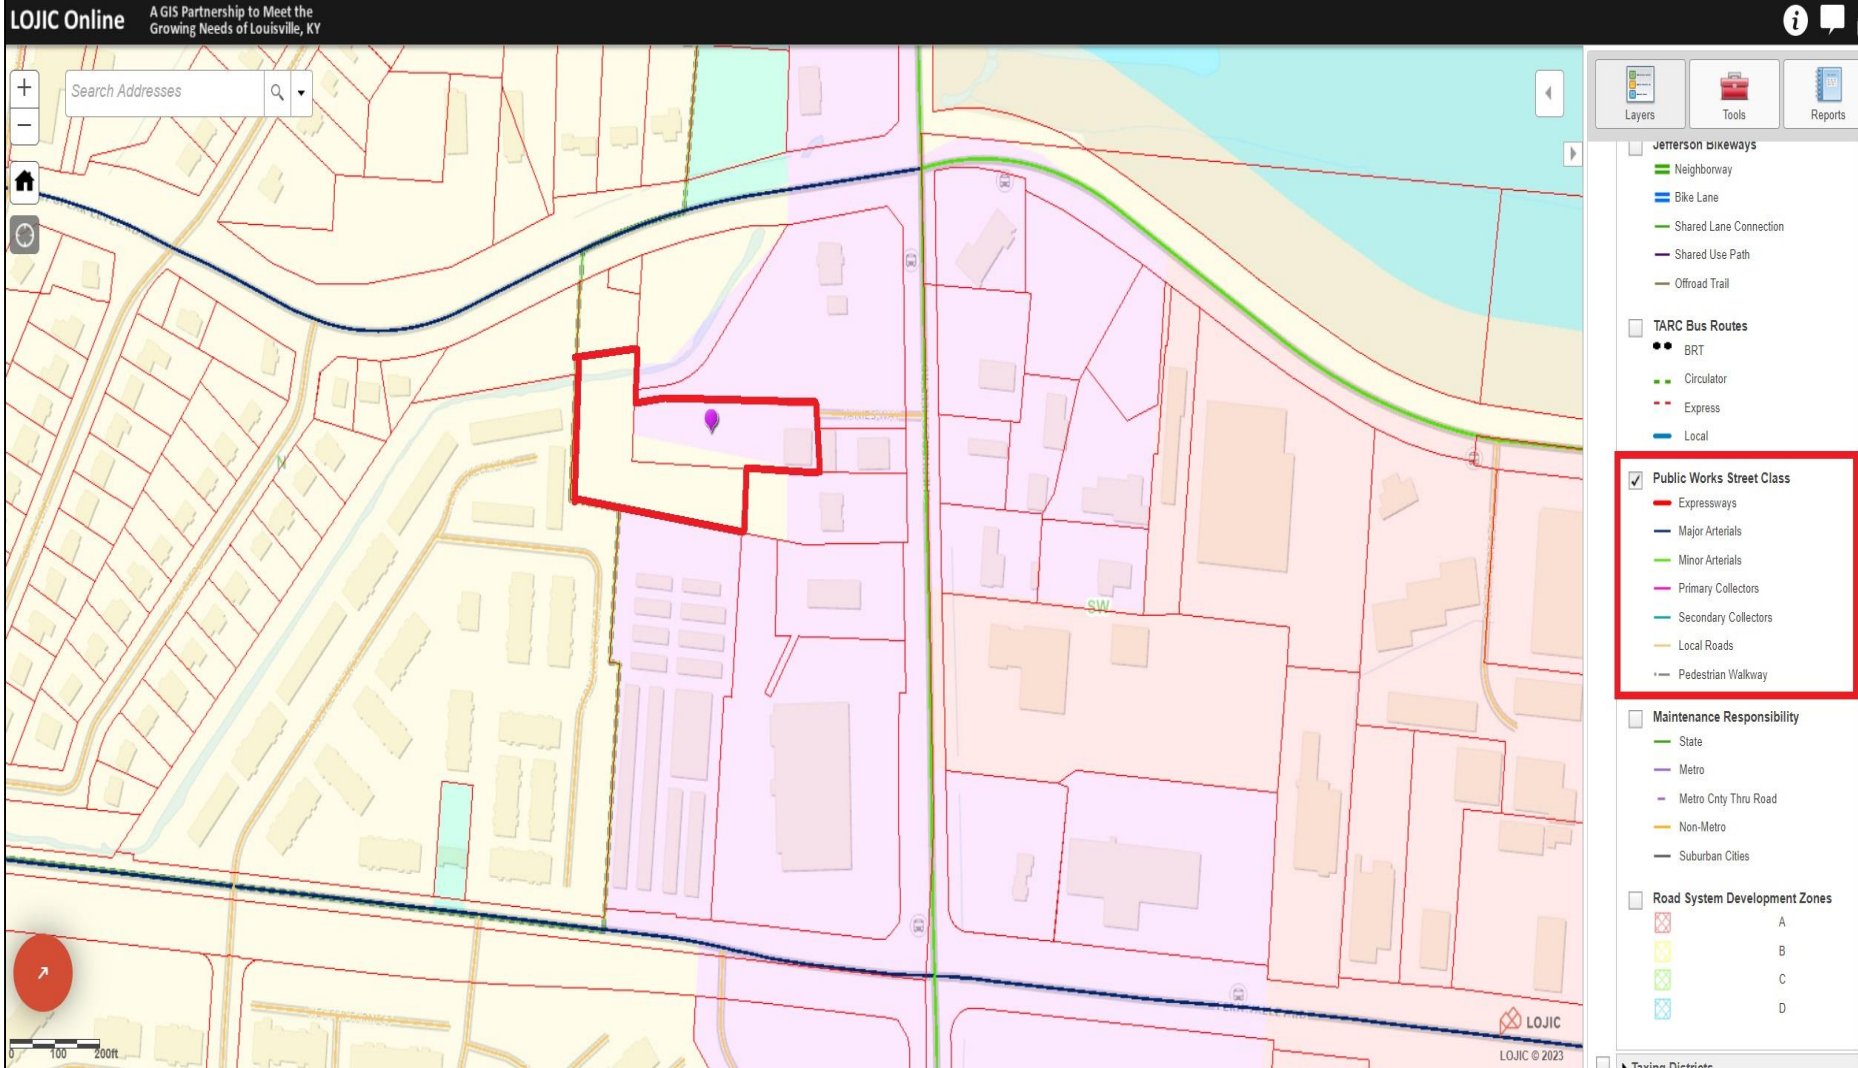 LOJIC Online
A GIS Partnership to Meet the
Growing Needs of Louisville, KY
Search Addresses
Layers
Tools
Reports
Jefferson Bikeways
Neighborway
Bike Lane
Shared Lane Connection
Shared Use Path
Offroad Trail
TARC Bus Routes
BRT
Circulator
Express
Local
Public Works Street Class
Expressways
Major Arterials
Minor Arterials
Primary Collectors
Secondary Collectors
Local Roads
Pedestrian Walkway
Maintenance Responsibility
State
Metro
Metro Cnty Thru Road
Non-Metro
Suburban Cities
Road System Development Zones
A
B
C
D
Taxing Districts
N
SW
0 100 200ft
LOJIC
LOJIC © 2023